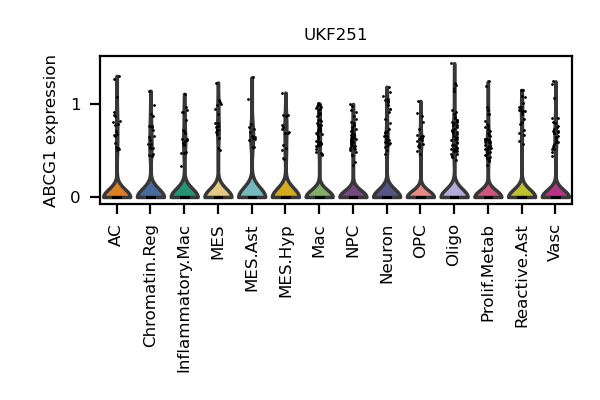 UKF251
ABCG1 expression
1
0
AC
Chromatin.Reg
Inflammatory.Mac
MES
MES.Ast
MES.Hyp
Mac
NPC
Neuron
OPC
Oligo
Prolif.Metab
Reactive.Ast
Vasc